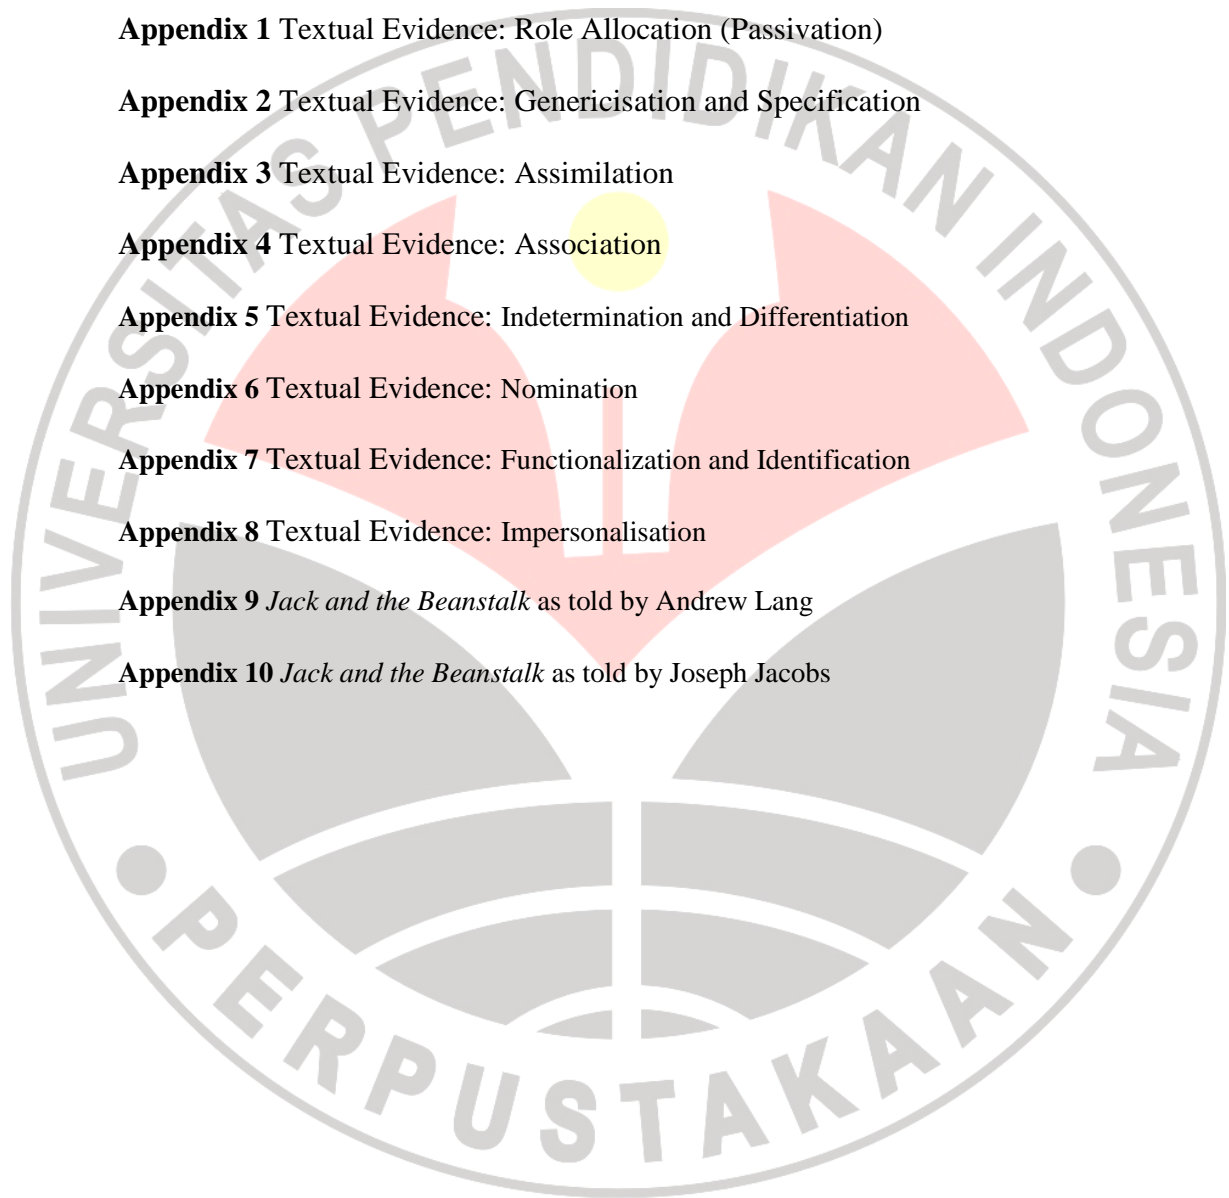 Appendix 1 Textual Evidence: Role Allocation (Passivation)
Appendix 2 Textual Evidence: Genericisation and Specification
Appendix 3 Textual Evidence: Assimilation
Appendix 4 Textual Evidence: Association
Appendix 5 Textual Evidence: Indetermination and Differentiation
Appendix 6 Textual Evidence: Nomination
Appendix 7 Textual Evidence: Functionalization and Identification
Appendix 8 Textual Evidence: Impersonalisation
Appendix 9 Jack and the Beanstalk as told by Andrew Lang
Appendix 10 Jack and the Beanstalk as told by Joseph Jacobs
UNIVERSITAS PENDIDIKAN INDONESIA
PERPUSTAKAAN